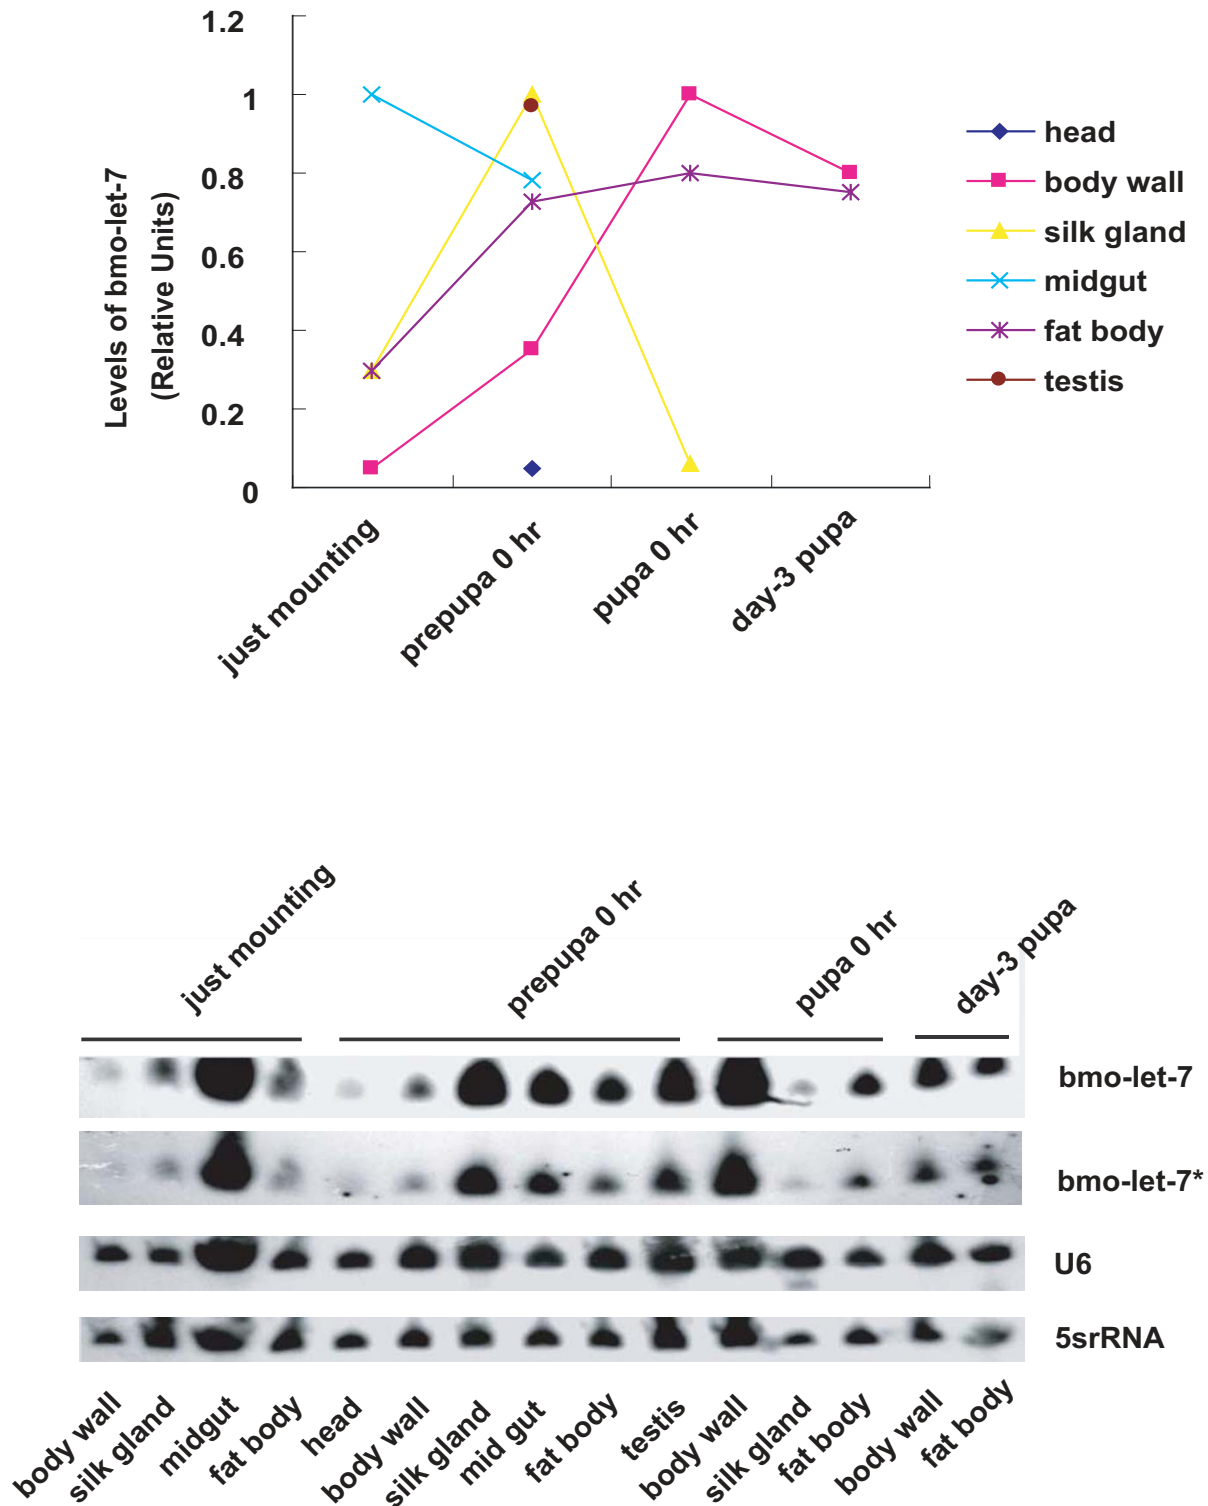 1.2
1
0.8
0.6
0.4
0.2
0
Levels of bmo-let-7
(Relative Units)
just mounting
prepupa 0 hr
pupa 0 hr
day-3 pupa
head
body wall
silk gland
midgut
fat body
testis
just mounting
prepupa 0 hr
pupa 0 hr
day-3 pupa
bmo-let-7
bmo-let-7*
U6
5srRNA
body wall
silk gland
midgut
fat body
head
body wall
silk gland
mid gut
fat body
testis
body wall
silk gland
fat body
body wall
fat body